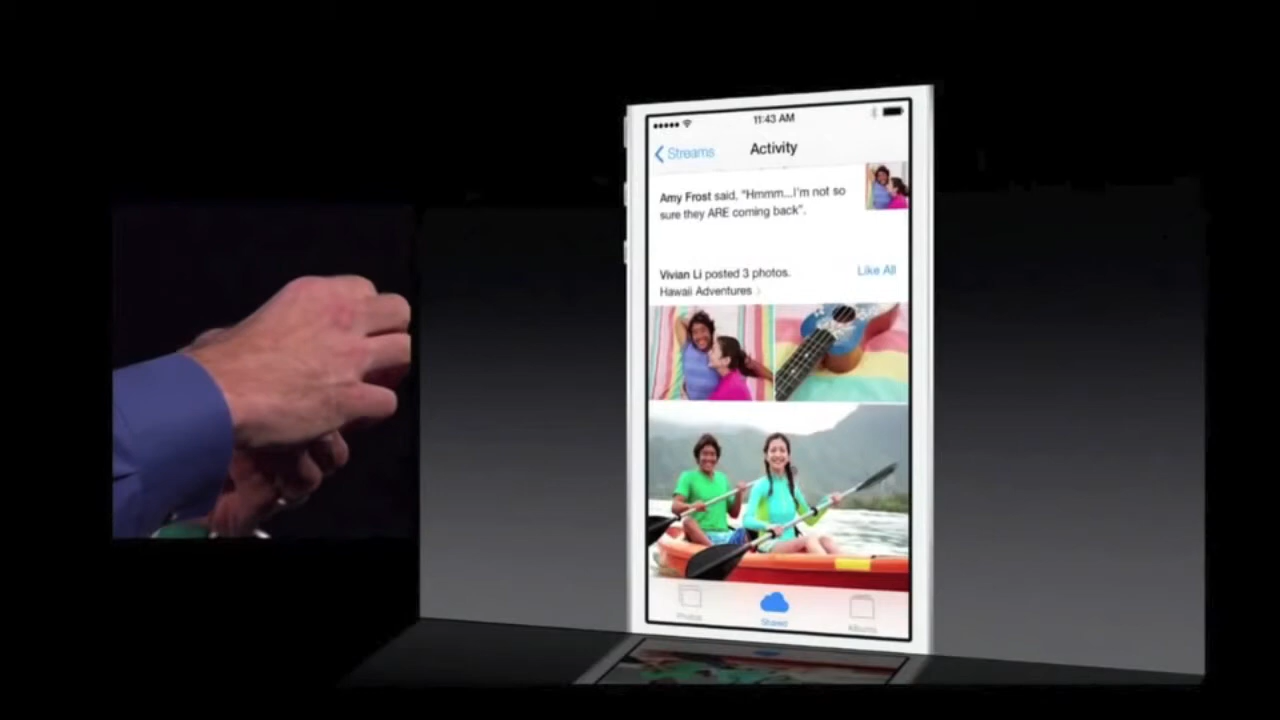 11:43 AM
Streams
Activity
Amy Frost said, "Hmmm...I'm not so
sure they ARE coming back".
Vivian Li posted 3 photos.
Like All
Hawaii Adventures
Photos
Shared
Albums